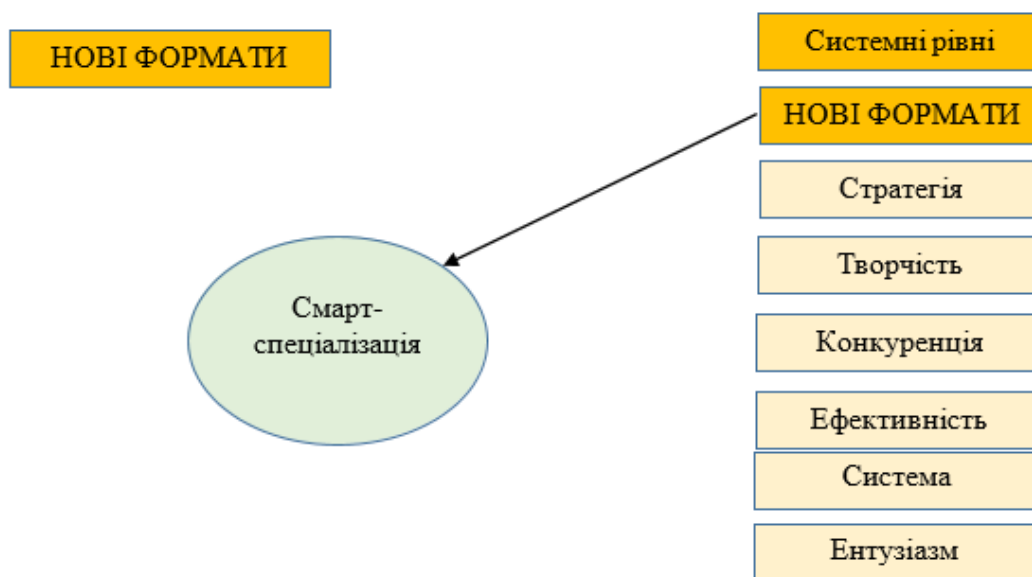 НОВІ ФОРМАТИ
Системні рівні
НОВІ ФОРМАТИ
Стратегія
Творчість
Смарт-
спеціалізація
Конкуренція
Ефективність
Система
Ентузіазм